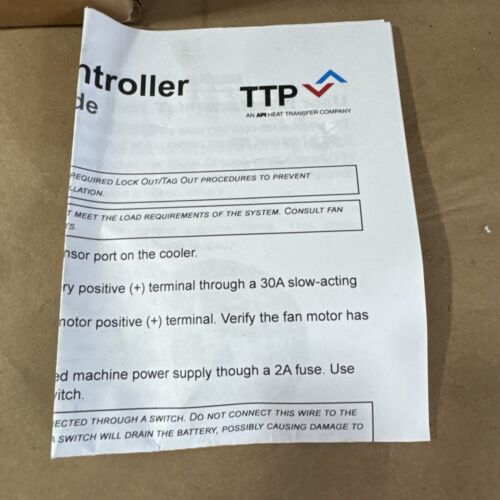 ntroller
de
TTP
AN API HEAT TRANSFER COMPANY
REQUIRED LOCK OUT/TAG OUT PROCEDURES TO PREVENT
LLATION.
T MEET THE LOAD REQUIREMENTS OF THE SYSTEM. CONSULT FAN
TS.
nsor port on the cooler.
ry positive (+) terminal through a 30A slow-acting
motor positive (+) terminal. Verify the fan motor has
ed machine power supply though a 2A fuse. Use
witch.
NECTED THROUGH A SWITCH. DO NOT CONNECT THIS WIRE TO THE
A SWITCH WILL DRAIN THE BATTERY, POSSIBLY CAUSING DAMAGE TO